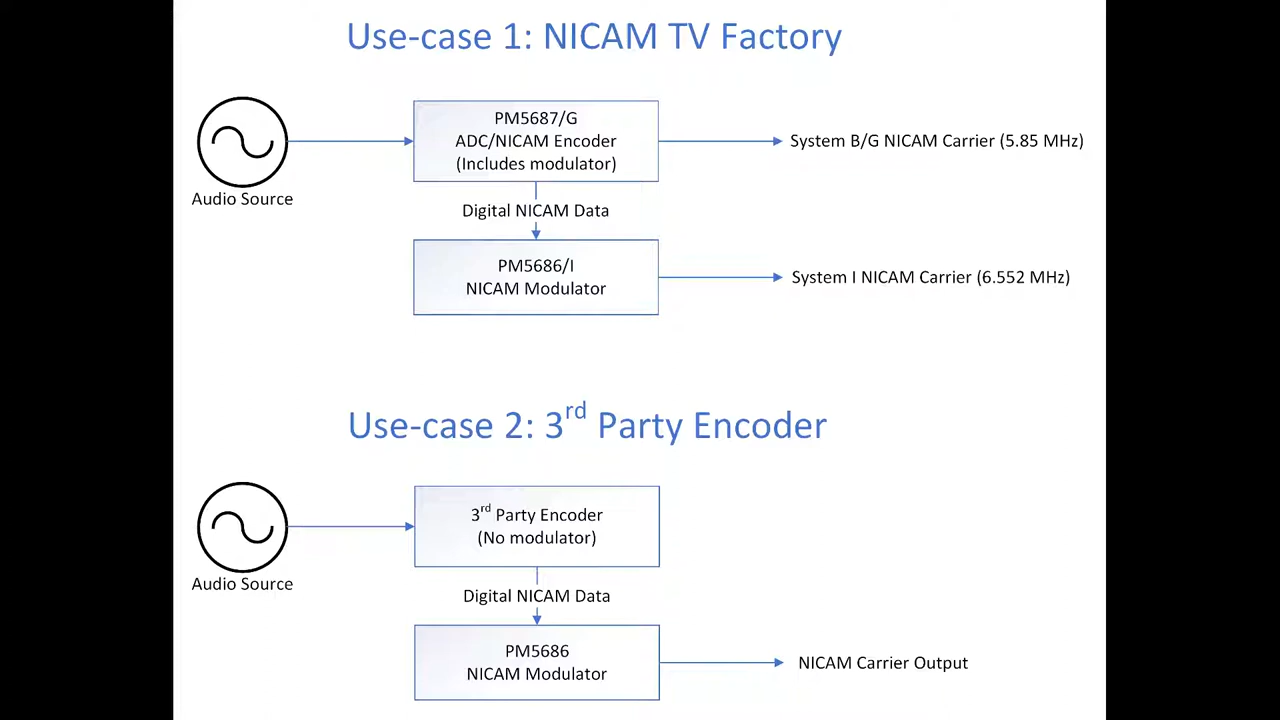 Use-case 1: NICAM TV Factory
PM5687/G
ADC/NICAM Encoder
(Includes modulator)
System B/G NICAM Carrier (5.85 MHz)
Audio Source
Digital NICAM Data
PM5686/I
NICAM Modulator
System I NICAM Carrier (6.552 MHz)
Use-case 2: 3rd Party Encoder
3rd Party Encoder
(No modulator)
Audio Source
Digital NICAM Data
PM5686
NICAM Modulator
NICAM Carrier Output